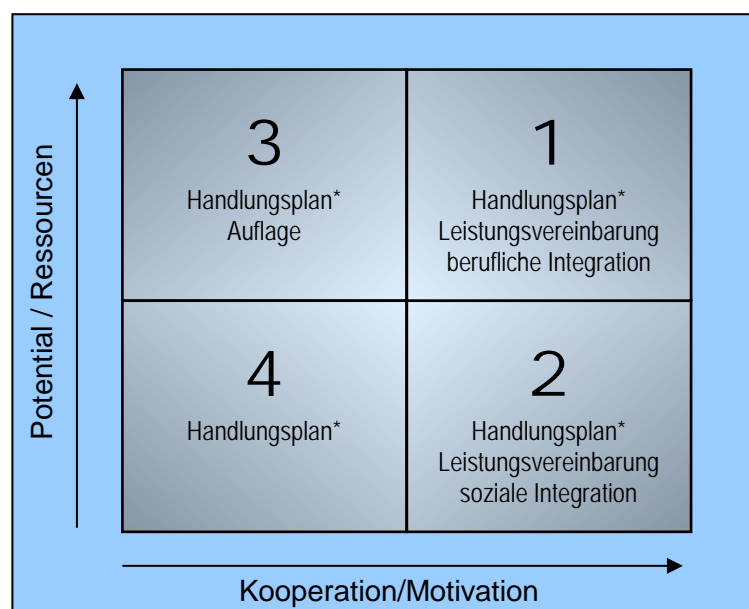 Potential / Ressourcen
3
Handlungsplan*
Auflage
1
Handlungsplan*
Leistungsvereinbarung
berufliche Integration
4
Handlungsplan*
2
Handlungsplan*
Leistungsvereinbarung
soziale Integration
Kooperation/Motivation